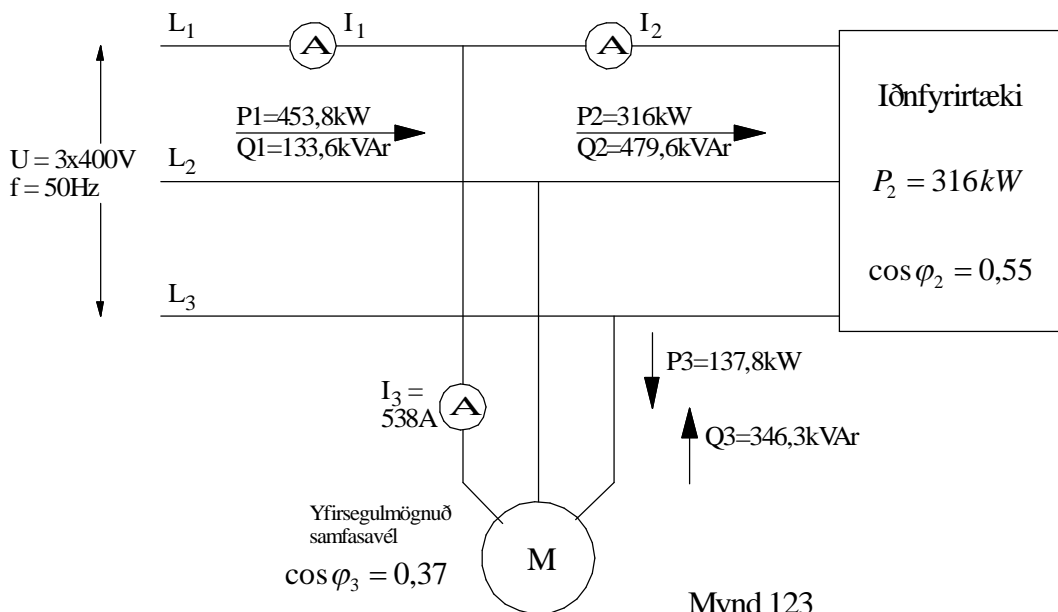 L₁
A
I₁
A
I₂
Iðnfyrirtæki
P₂ = 316kW
cos φ₂ = 0,55
P1=453,8kW
Q1=133,6kVAr
P2=316kW
Q2=479,6kVAr
U = 3x400V
f = 50Hz
L₂
L₃
I₃ =
538A
A
P3=137,8kW
Q3=346,3kVAr
Yfirsegulmögnuð
samfasavél
cos φ₃ = 0,37
M
Mynd 123